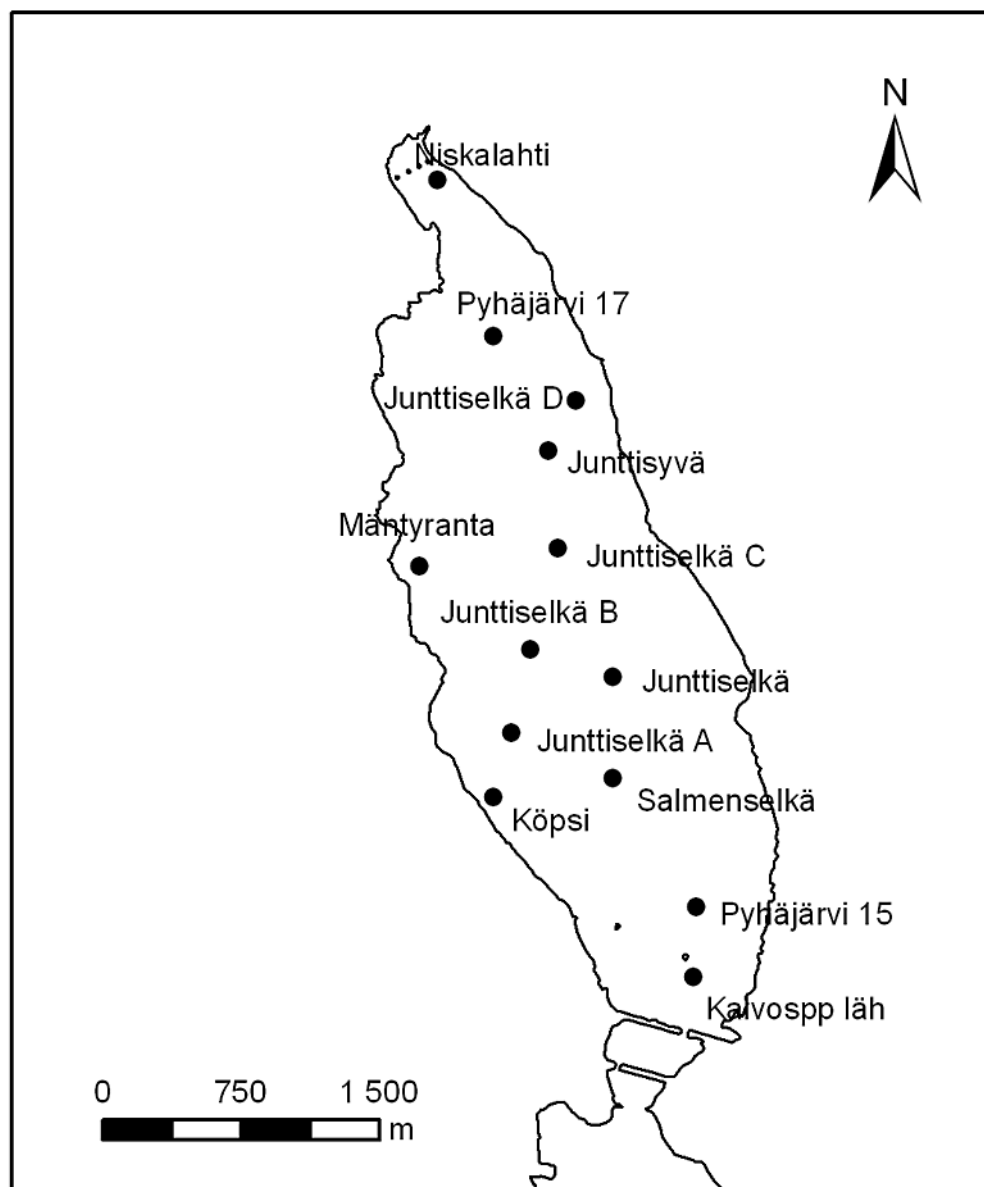 N
Niskalahti
Pyhäjärvi 17
Junttiselkä D
Junttisyvä
Mäntyranta
Junttiselkä C
Junttiselkä B
Junttiselkä
Junttiselkä A
Salmenselkä
Köpsi
Pyhäjärvi 15
Kaivospp läh
0 750 1 500
m